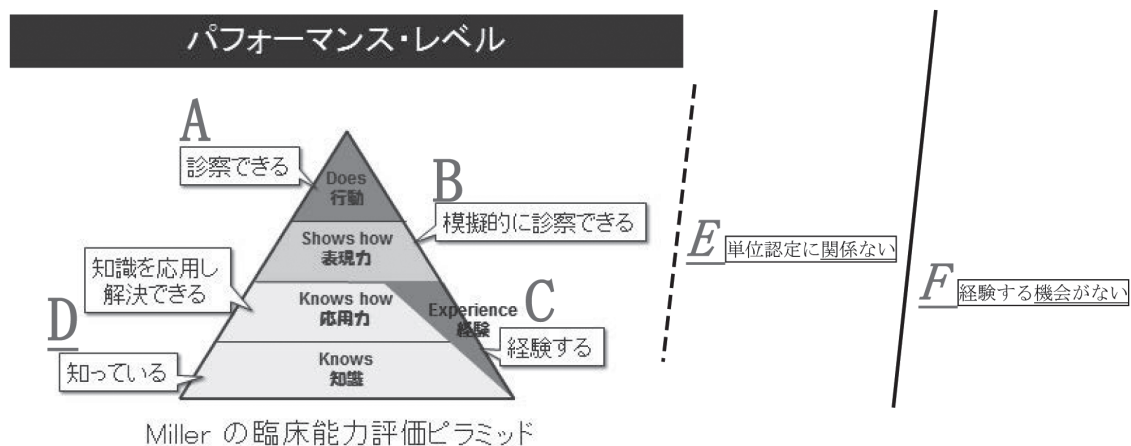 パフォーマンス・レベル
A
診察できる
Does
行動
B
模擬的に診察できる
Shows how
表現力
知識を応用し
解決できる
Knows how
応用力
Experience
経験
C
経験する
D
知っている
Knows
知識
Miller の臨床能力評価ピラミッド
E 単位認定に関係ない
F 経験する機会がない